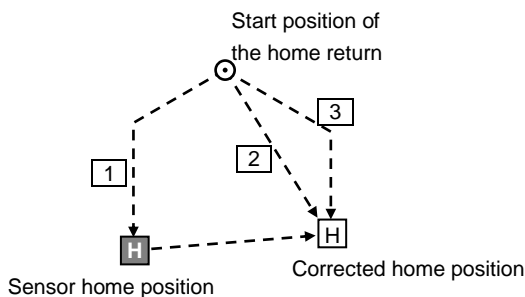 Start position of
the home return
3
2
1
H
H
Corrected home position
Sensor home position